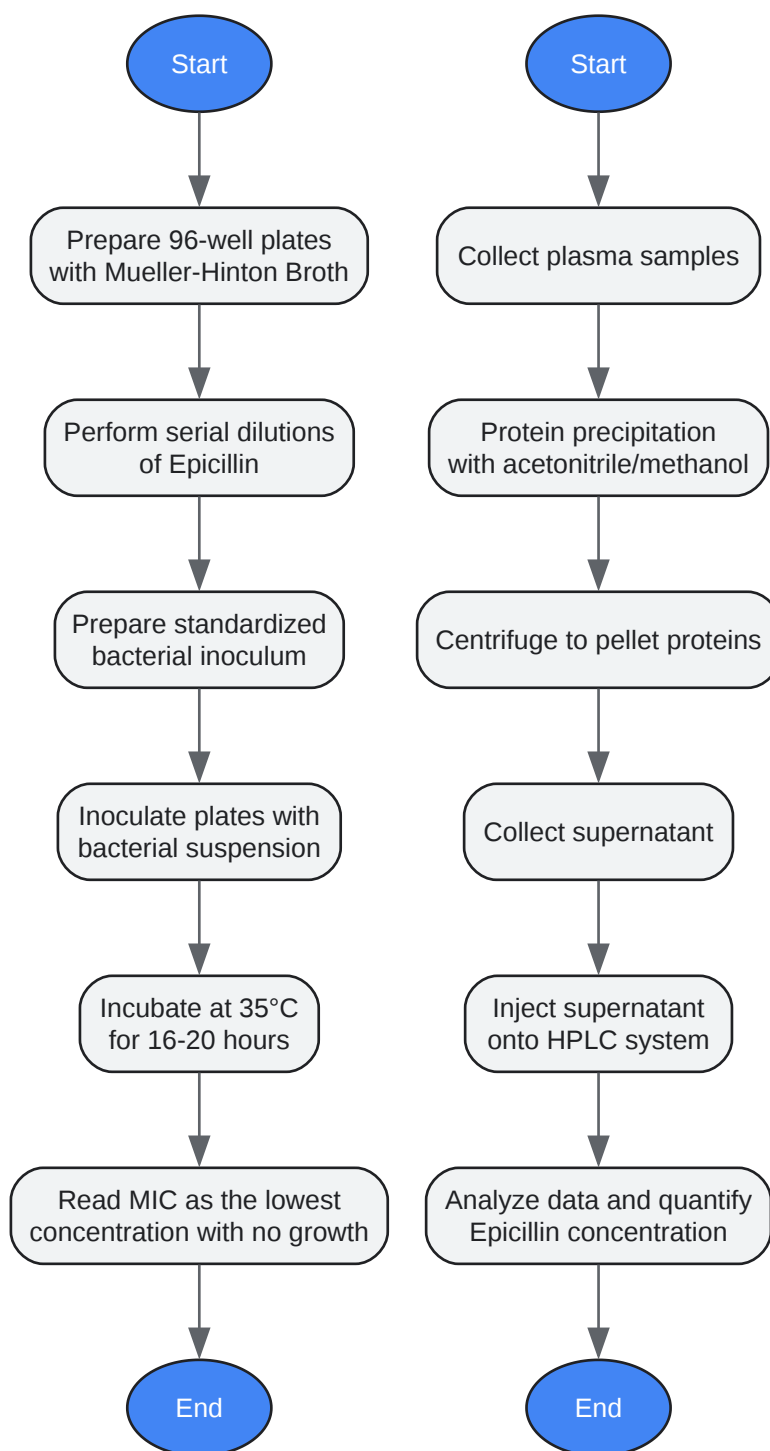 Start
Prepare 96-well plates
with Mueller-Hinton Broth
Perform serial dilutions
of Epicillin
Prepare standardized
bacterial inoculum
Inoculate plates with
bacterial suspension
Incubate at 35°C
for 16-20 hours
Read MIC as the lowest
concentration with no growth
End
Start
Collect plasma samples
Protein precipitation
with acetonitrile/methanol
Centrifuge to pellet proteins
Collect supernatant
Inject supernatant
onto HPLC system
Analyze data and quantify
Epicillin concentration
End